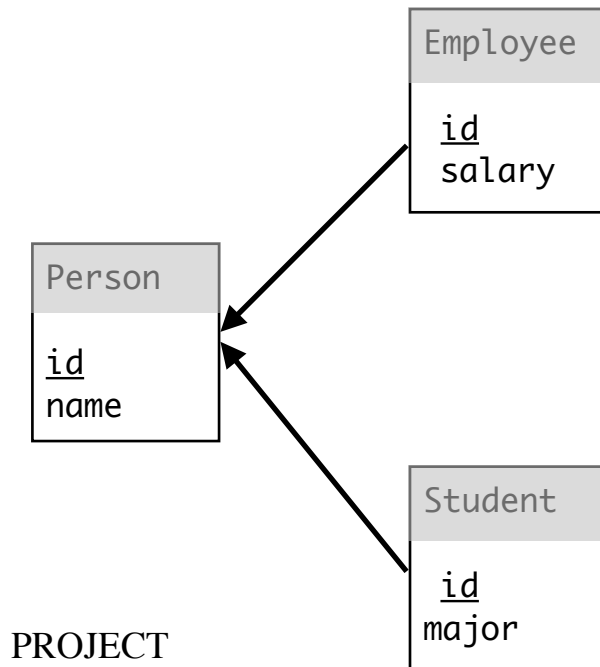 Employee
id
salary
Person
id
name
Student
id
major
PROJECT